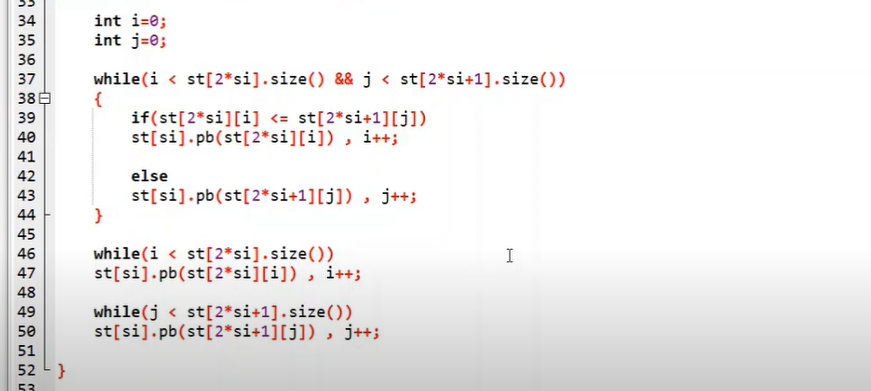 33
34 int i=0;
35 int j=0;
36
37 while(i < st[2*si].size() && j < st[2*si+1].size())
38 {
39 if(st[2*si][i] <= st[2*si+1][j])
40 st[si].pb(st[2*si][i]) , i++;
41
42 else
43 st[si].pb(st[2*si+1][j]) , j++;
44 }
45
46 while(i < st[2*si].size())
47 st[si].pb(st[2*si][i]) , i++;
48
49 while(j < st[2*si+1].size())
50 st[si].pb(st[2*si+1][j]) , j++;
51
52 }
53